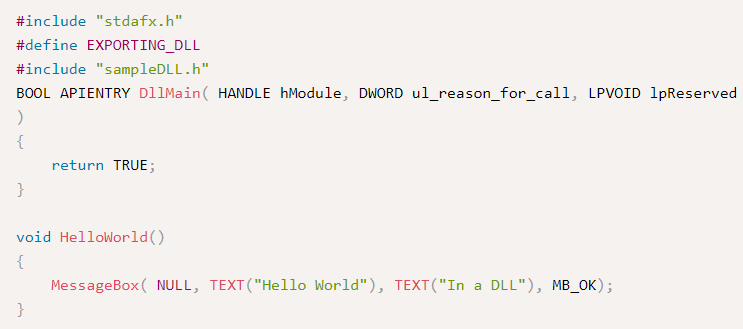 #include "stdafx.h"
#define EXPORTING_DLL
#include "sampleDLL.h"
BOOL APIENTRY DllMain( HANDLE hModule, DWORD ul_reason_for_call, LPVOID lpReserved
)
{
    return TRUE;
}

void HelloWorld()
{
    MessageBox( NULL, TEXT("Hello World"), TEXT("In a DLL"), MB_OK);
}